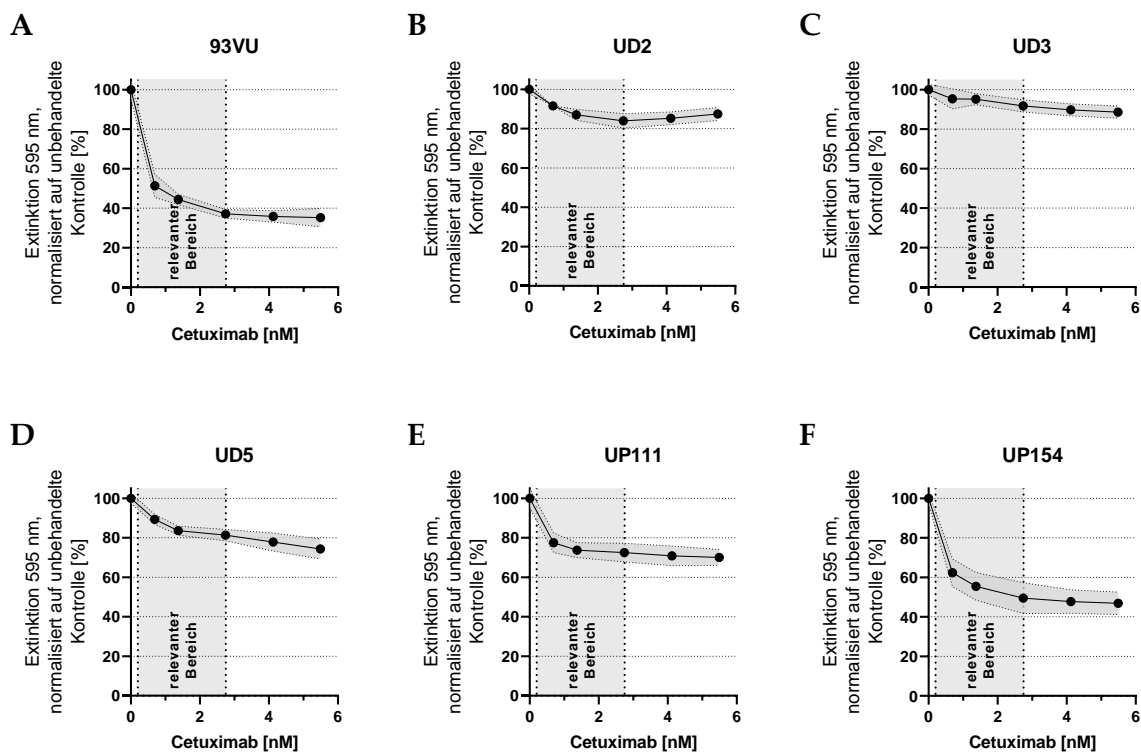 A
93VU
Extinktion 595 nm,
normalisiert auf unbehandelte
Kontrolle [%]
100
80
60
40
20
0
relevanter
Bereich
0 2 4 6
Cetuximab [nM]
B
UD2
Extinktion 595 nm,
normalisiert auf unbehandelte
Kontrolle [%]
100
80
60
40
20
0
relevanter
Bereich
0 2 4 6
Cetuximab [nM]
C
UD3
Extinktion 595 nm,
normalisiert auf unbehandelte
Kontrolle [%]
100
80
60
40
20
0
relevanter
Bereich
0 2 4 6
Cetuximab [nM]
D
UD5
Extinktion 595 nm,
normalisiert auf unbehandelte
Kontrolle [%]
100
80
60
40
20
0
relevanter
Bereich
0 2 4 6
Cetuximab [nM]
E
UP111
Extinktion 595 nm,
normalisiert auf unbehandelte
Kontrolle [%]
100
80
60
40
20
0
relevanter
Bereich
0 2 4 6
Cetuximab [nM]
F
UP154
Extinktion 595 nm,
normalisiert auf unbehandelte
Kontrolle [%]
100
80
60
40
20
0
relevanter
Bereich
0 2 4 6
Cetuximab [nM]